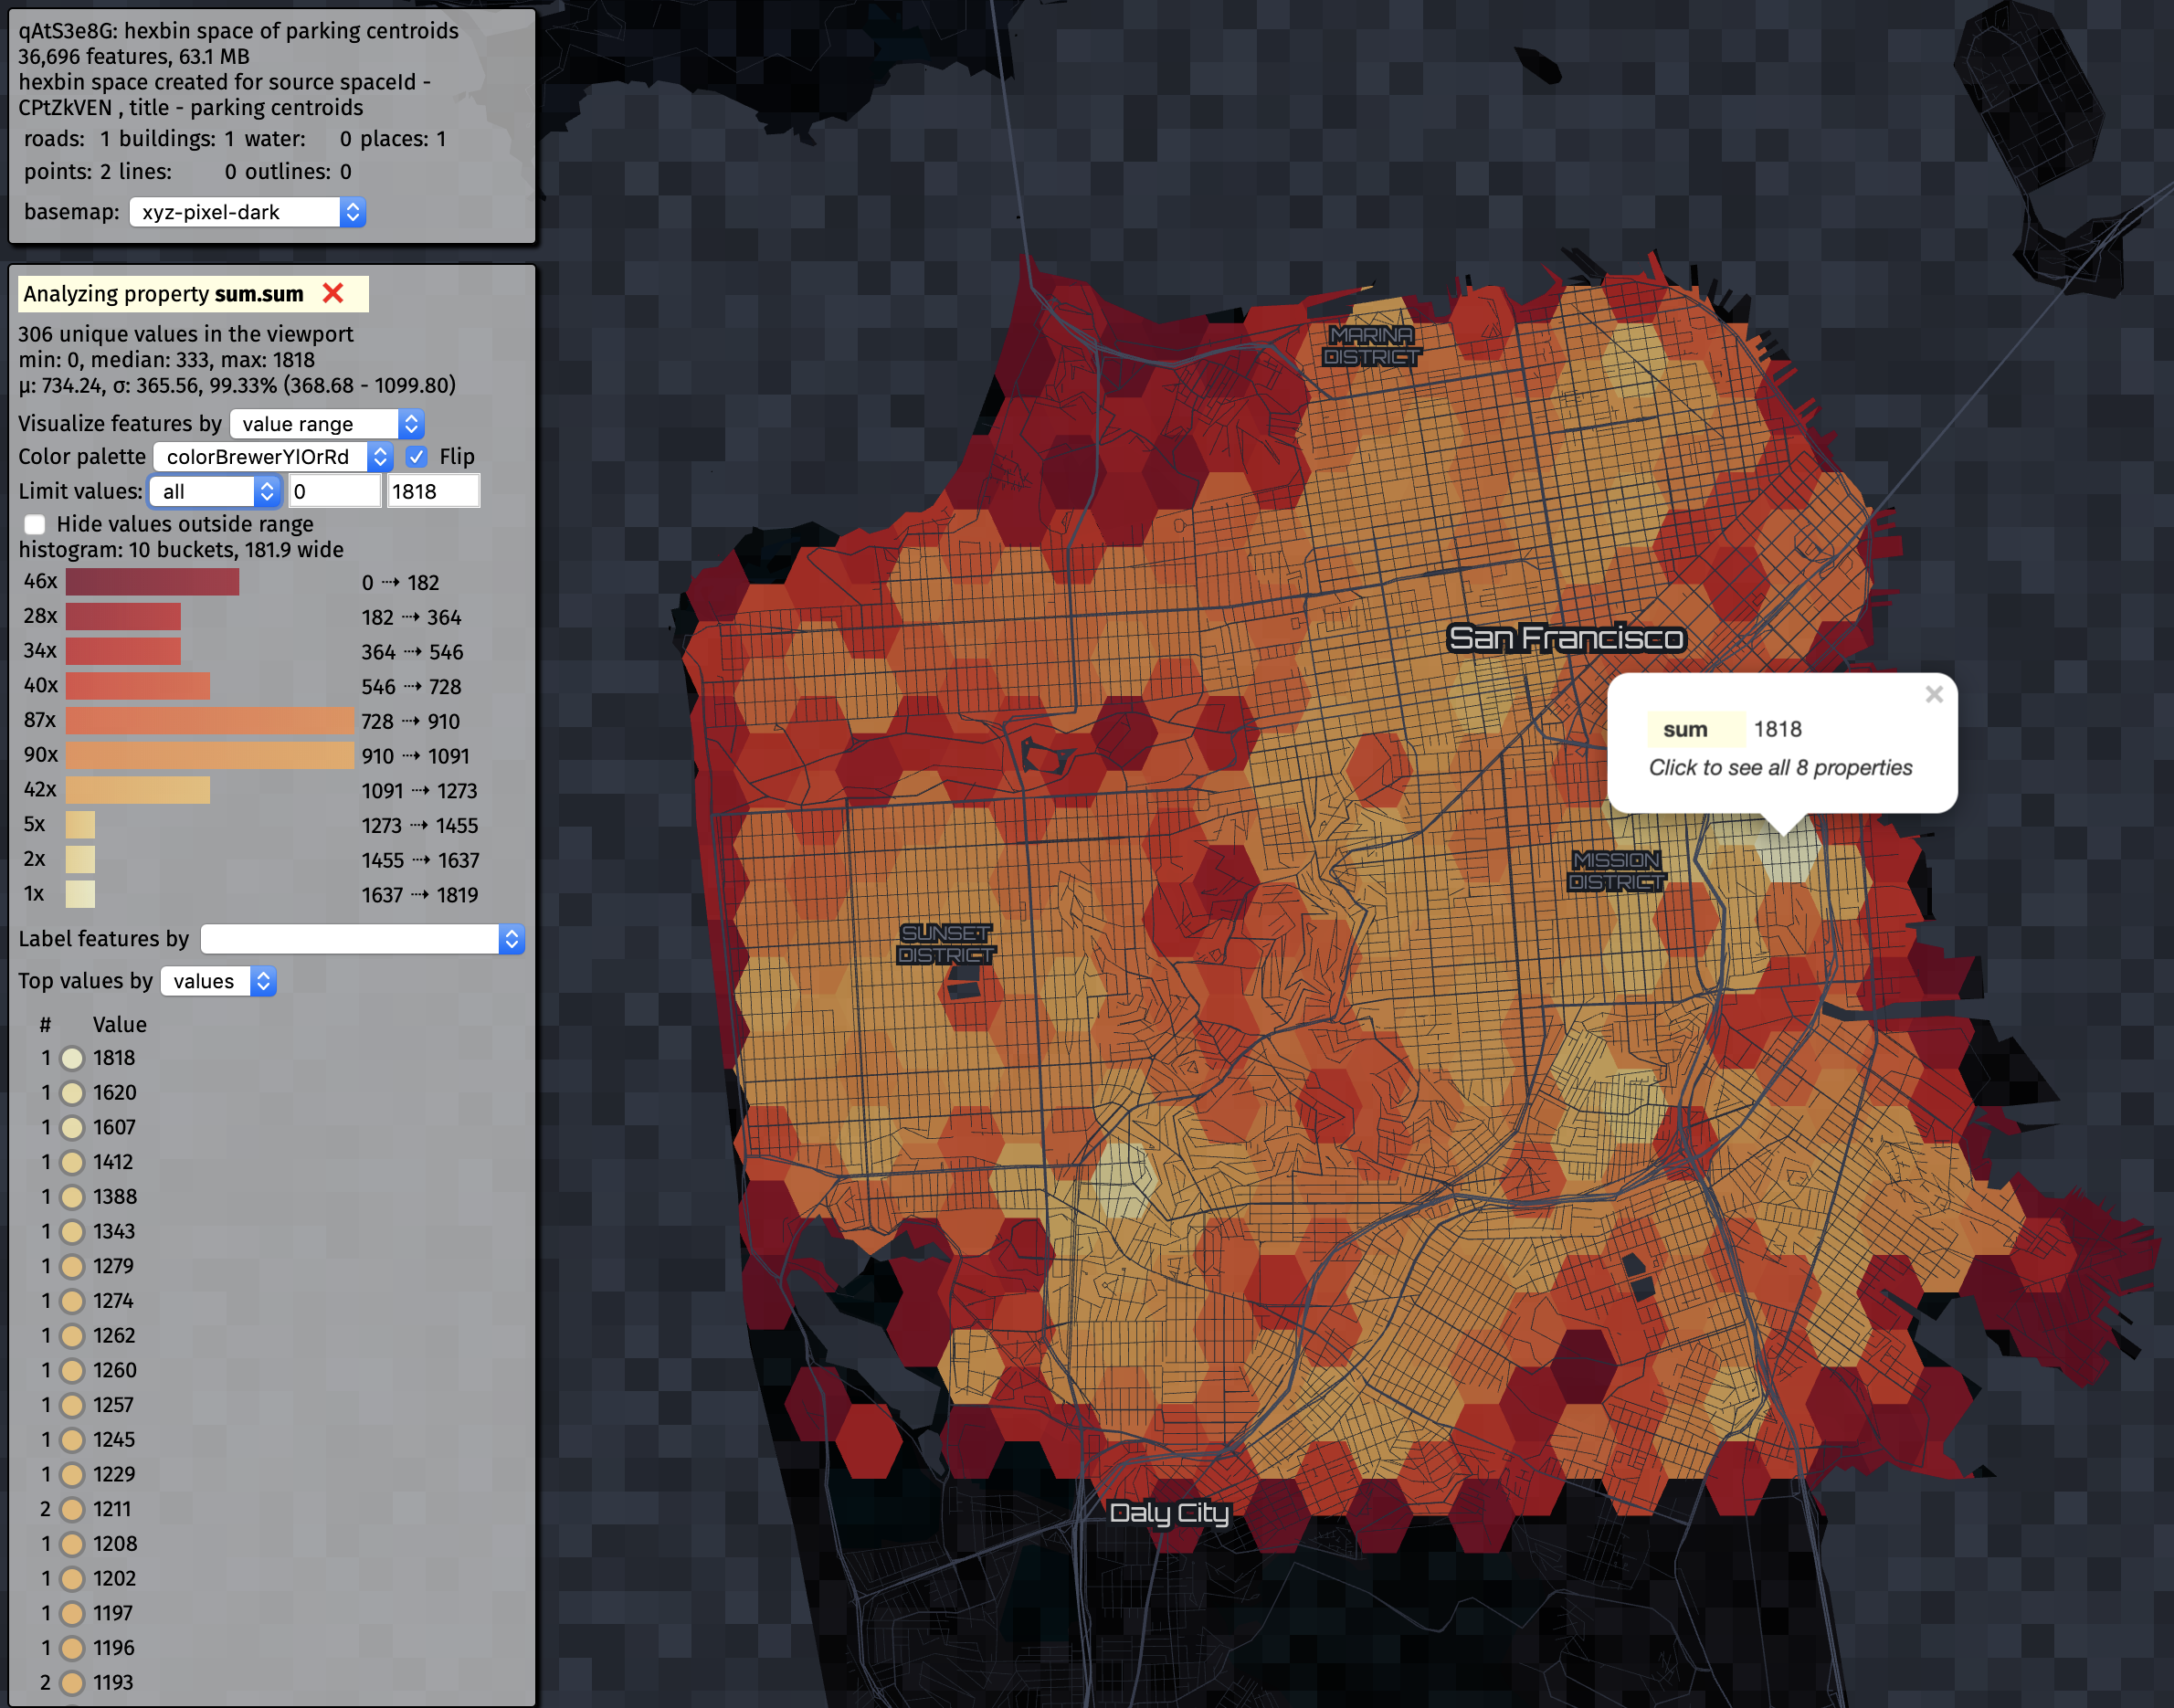 qAtS3e8G: hexbin space of parking centroids
36,696 features, 63.1 MB
hexbin space created for source spaceId -
CPtZkVEN , title - parking centroids
roads: 1 buildings: 1 water: 0 places: 1
points: 2 lines: 0 outlines: 0
basemap: xyz-pixel-dark
Analyzing property sum.sum ❌
306 unique values in the viewport
min: 0, median: 333, max: 1818
μ: 734.24, σ: 365.56, 99.33% (368.68 - 1099.80)
Visualize features by value range
Color palette colorBrewerYlOrRd Flip
Limit values: all 0 1818
Hide values outside range
histogram: 10 buckets, 181.9 wide
46x 0 ⇢ 182
28x 182 ⇢ 364
34x 364 ⇢ 546
40x 546 ⇢ 728
87x 728 ⇢ 910
90x 910 ⇢ 1091
42x 1091 ⇢ 1273
5x 1273 ⇢ 1455
2x 1455 ⇢ 1637
1x 1637 ⇢ 1819
Label features by
Top values by values
# Value
1 1818
1 1620
1 1607
1 1412
1 1388
1 1343
1 1279
1 1274
1 1262
1 1260
1 1257
1 1245
1 1229
2 1211
1 1208
1 1202
1 1197
1 1196
2 1193
MARINA
DISTRICT
San Francisco
sum 1818 ×
Click to see all 8 properties
MISSION
DISTRICT
SUNSET
DISTRICT
Daly City